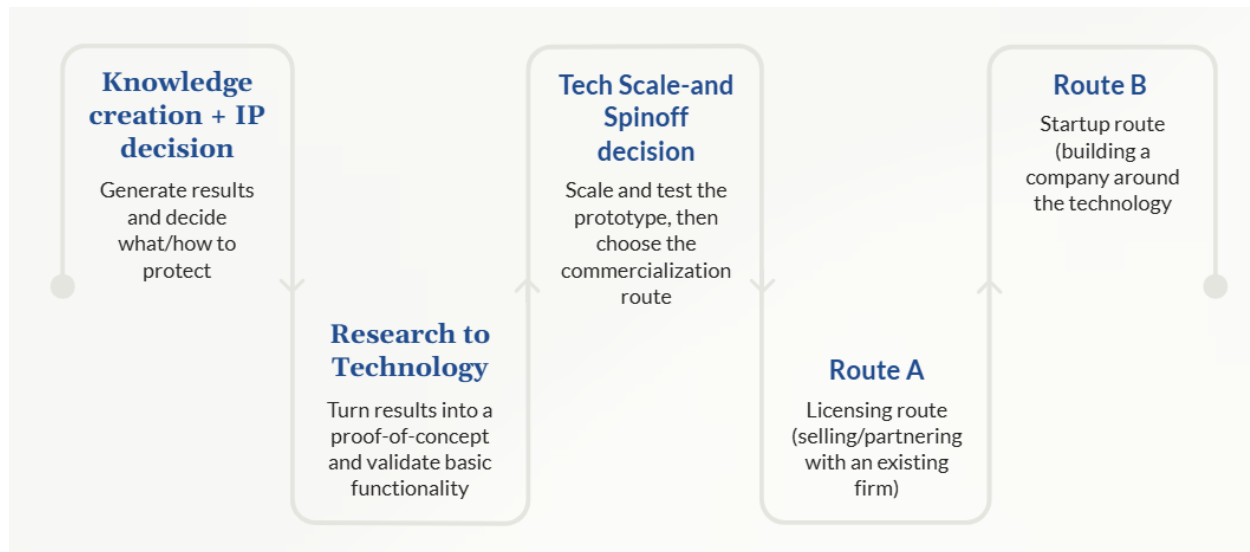 Knowledge
creation + IP
decision
Generate results
and decide
what/how to
protect
Research to
Technology
Turn results into a
proof-of-concept
and validate basic
functionality
Tech Scale-and
Spinoff
decision
Scale and test the
prototype, then
choose the
commercialization
route
Route A
Licensing route
(selling/partnering
with an existing
firm)
Route B
Startup route
(building a
company around
the technology